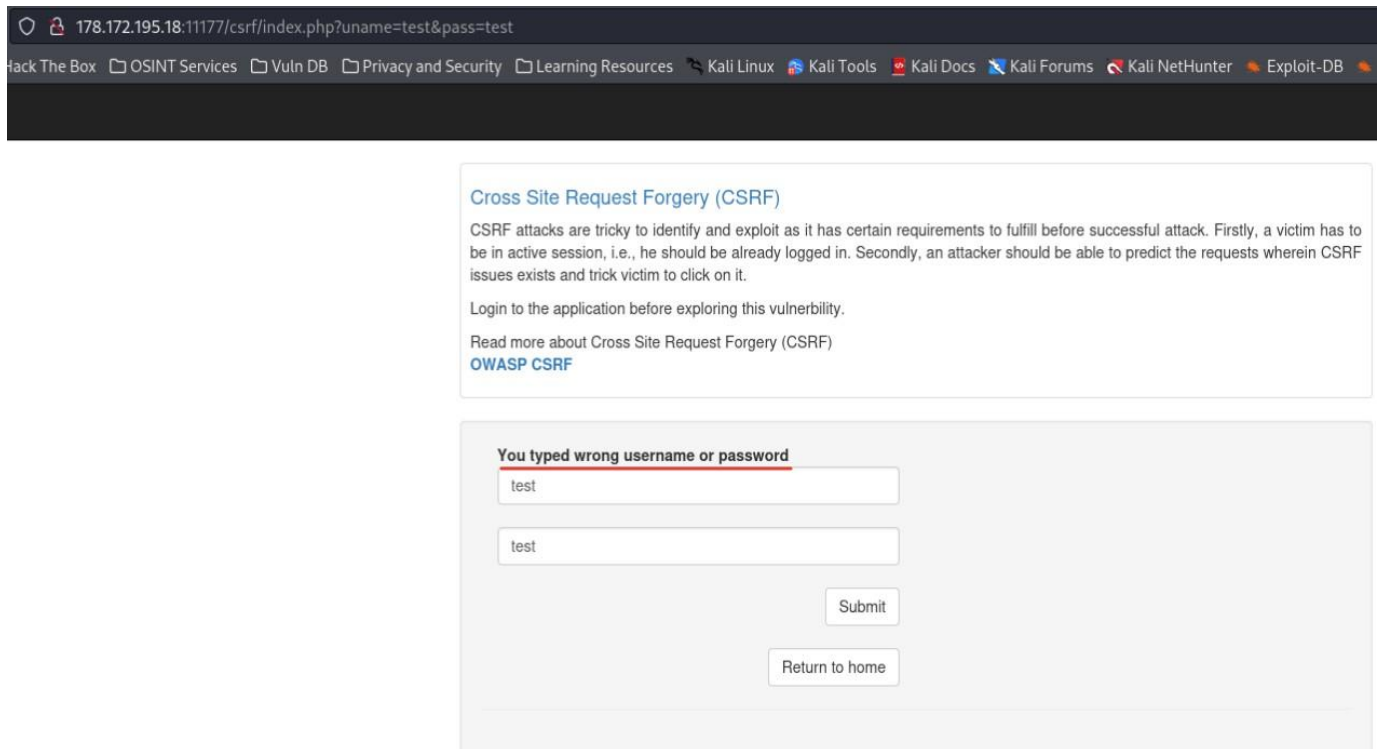 178.172.195.18:11177/csrf/index.php?uname=test&pass=test
Hack The Box OSINT Services Vuln DB Privacy and Security Learning Resources Kali Linux Kali Tools Kali Docs Kali Forums Kali NetHunter Exploit-DB
Cross Site Request Forgery (CSRF)
CSRF attacks are tricky to identify and exploit as it has certain requirements to fulfill before successful attack. Firstly, a victim has to
be in active session, i.e., he should be already logged in. Secondly, an attacker should be able to predict the requests wherein CSRF
issues exists and trick victim to click on it.
Login to the application before exploring this vulnerbility.
Read more about Cross Site Request Forgery (CSRF)
OWASP CSRF
You typed wrong username or password
test
test
Submit
Return to home